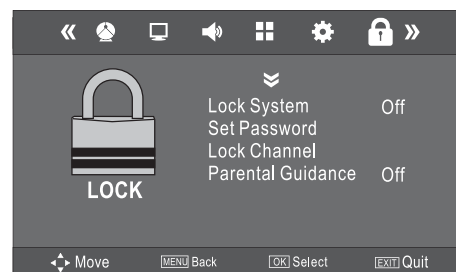 Lock System Off
Set Password
Lock Channel
Parental Guidance Off
LOCK
Move MENU Back OK Select EXIT Quit